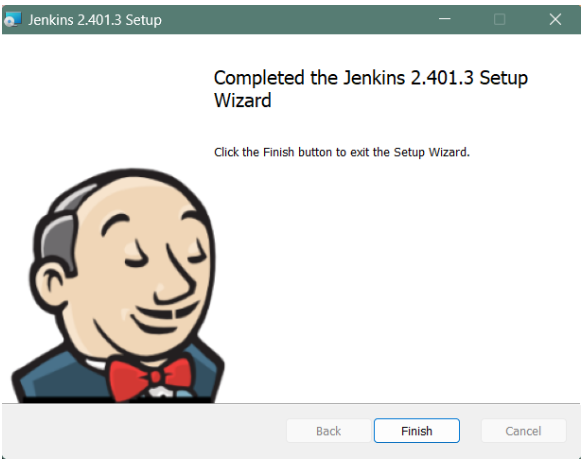 Jenkins 2.401.3 Setup
Completed the Jenkins 2.401.3 Setup
Wizard
Click the Finish button to exit the Setup Wizard.
Back
Finish
Cancel